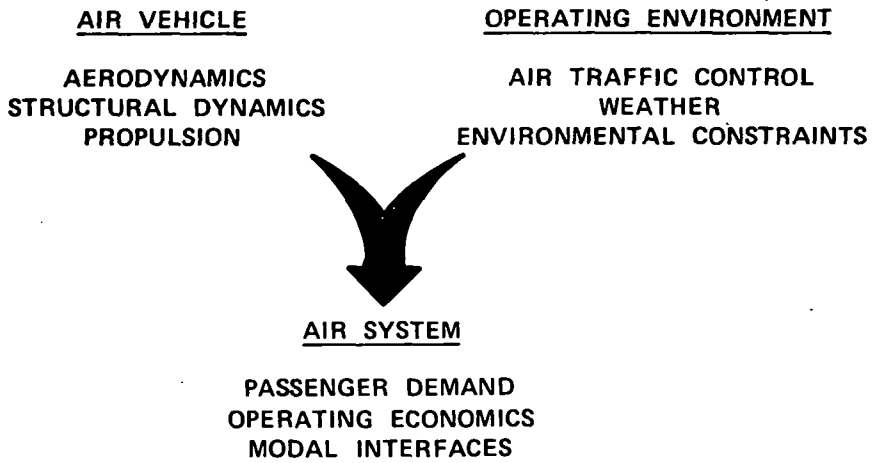 AIR VEHICLE
AERODYNAMICS
STRUCTURAL DYNAMICS
PROPULSION
OPERATING ENVIRONMENT
AIR TRAFFIC CONTROL
WEATHER
ENVIRONMENTAL CONSTRAINTS
AIR SYSTEM
PASSENGER DEMAND
OPERATING ECONOMICS
MODAL INTERFACES